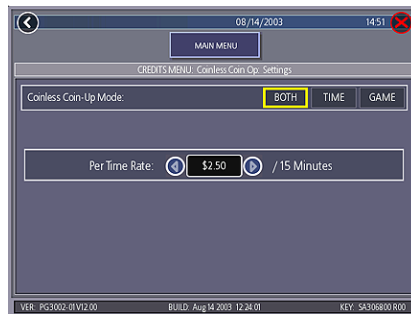 08/14/2003 14:51
MAIN MENU
CREDITS MENU: Coinless Coin Op: Settings
Coinless Coin-Up Mode: BOTH TIME GAME
Per Time Rate: $2.50 / 15 Minutes
VER: PG3002-01V12.00 BUILD: Aug 14 2003 12:24:01 KEY: SA306800 R00